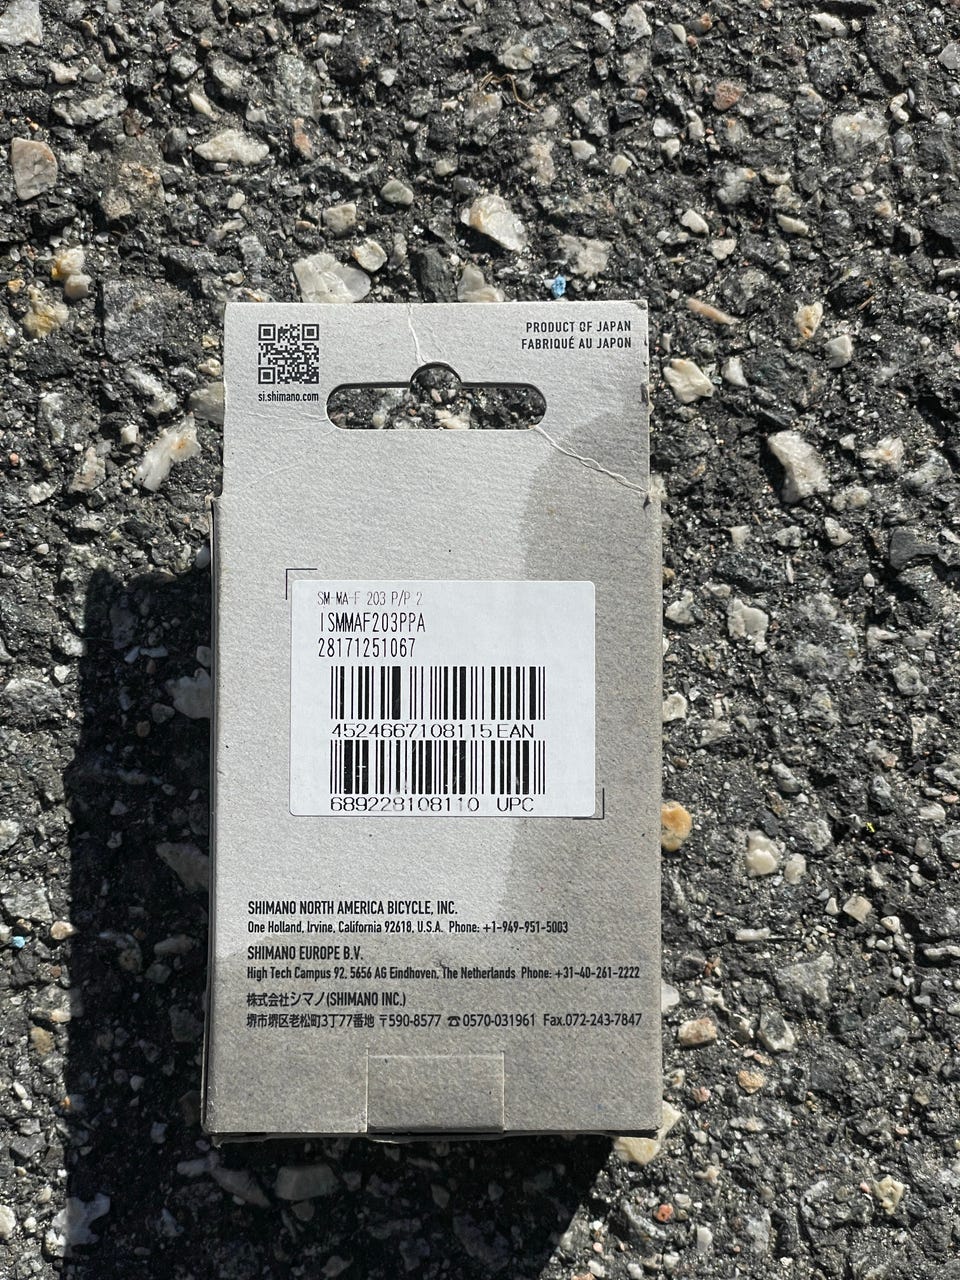 PRODUCT OF JAPAN
FABRIQUÉ AU JAPON
si.shimano.com
SM-MA-F 203 P/P 2
ISMMAF203PPA
28171251067
4524667108115 EAN
689228108110 UPC
SHIMANO NORTH AMERICA BICYCLE, INC.
One Holland, Irvine, California 92618, U.S.A. Phone: +1-949-951-5003
SHIMANO EUROPE B.V.
High Tech Campus 92, 5656 AG Eindhoven, The Netherlands Phone: +31-40-261-2222
株式会社シマノ(SHIMANO INC.)
堺市堺区老松町3丁77番地 〒590-8577 ☎0570-031961 Fax.072-243-7847